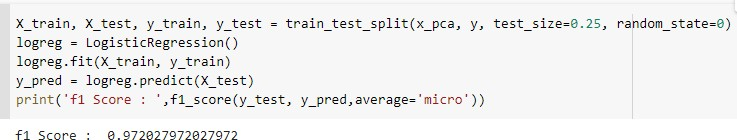 X_train, X_test, y_train, y_test = train_test_split(x_pca, y, test_size=0.25, random_state=0)
logreg = LogisticRegression()
logreg.fit(X_train, y_train)
y_pred = logreg.predict(X_test)
print('f1 Score : ',f1_score(y_test, y_pred,average='micro'))
f1 Score :  0.972027972027972